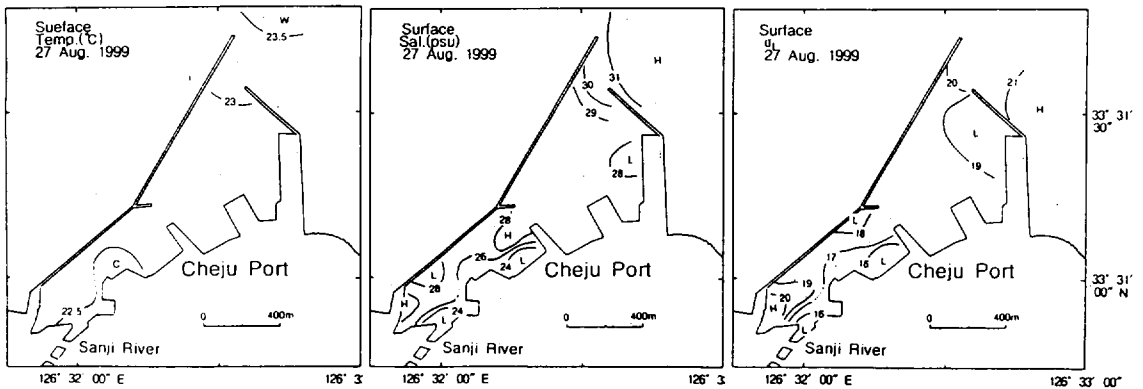 Sueface
Temp.(℃)
27 Aug. 1999
W
23.5
23
C
22.5
Cheju Port
0 400m
Sanji River
126° 32′ 00″ E
Surface
Sal.(psu)
27 Aug. 1999
31
H
30
29
L
28
28
H
26
24
L
L
28
H
24
L
Cheju Port
0 400m
Sanji River
126° 3
126° 32′ 00″ E
Surface
27 Aug. 1999
20
21
H
L
19
L
18
17
16
L
19
20
H
16
L
Cheju Port
0 400m
Sanji River
33° 31′
30″
33° 31′
00″ N
126° 33′ 00″